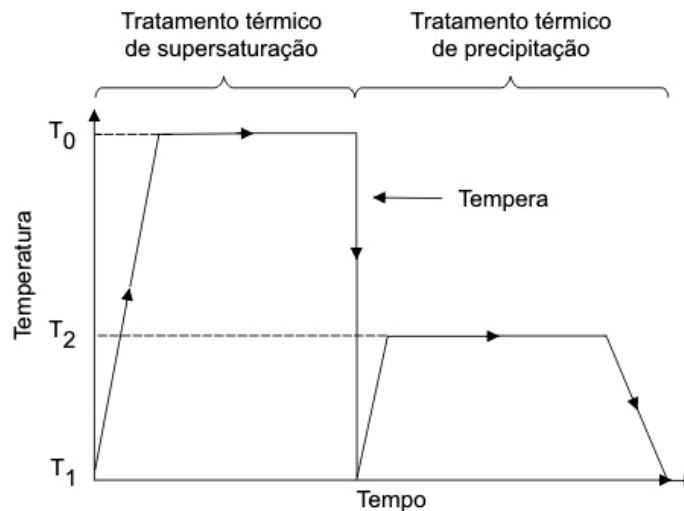 Tratamento térmico
de supersaturação
Tratamento térmico
de precipitação
T0
Tempera
Temperatura
T2
T1
Tempo